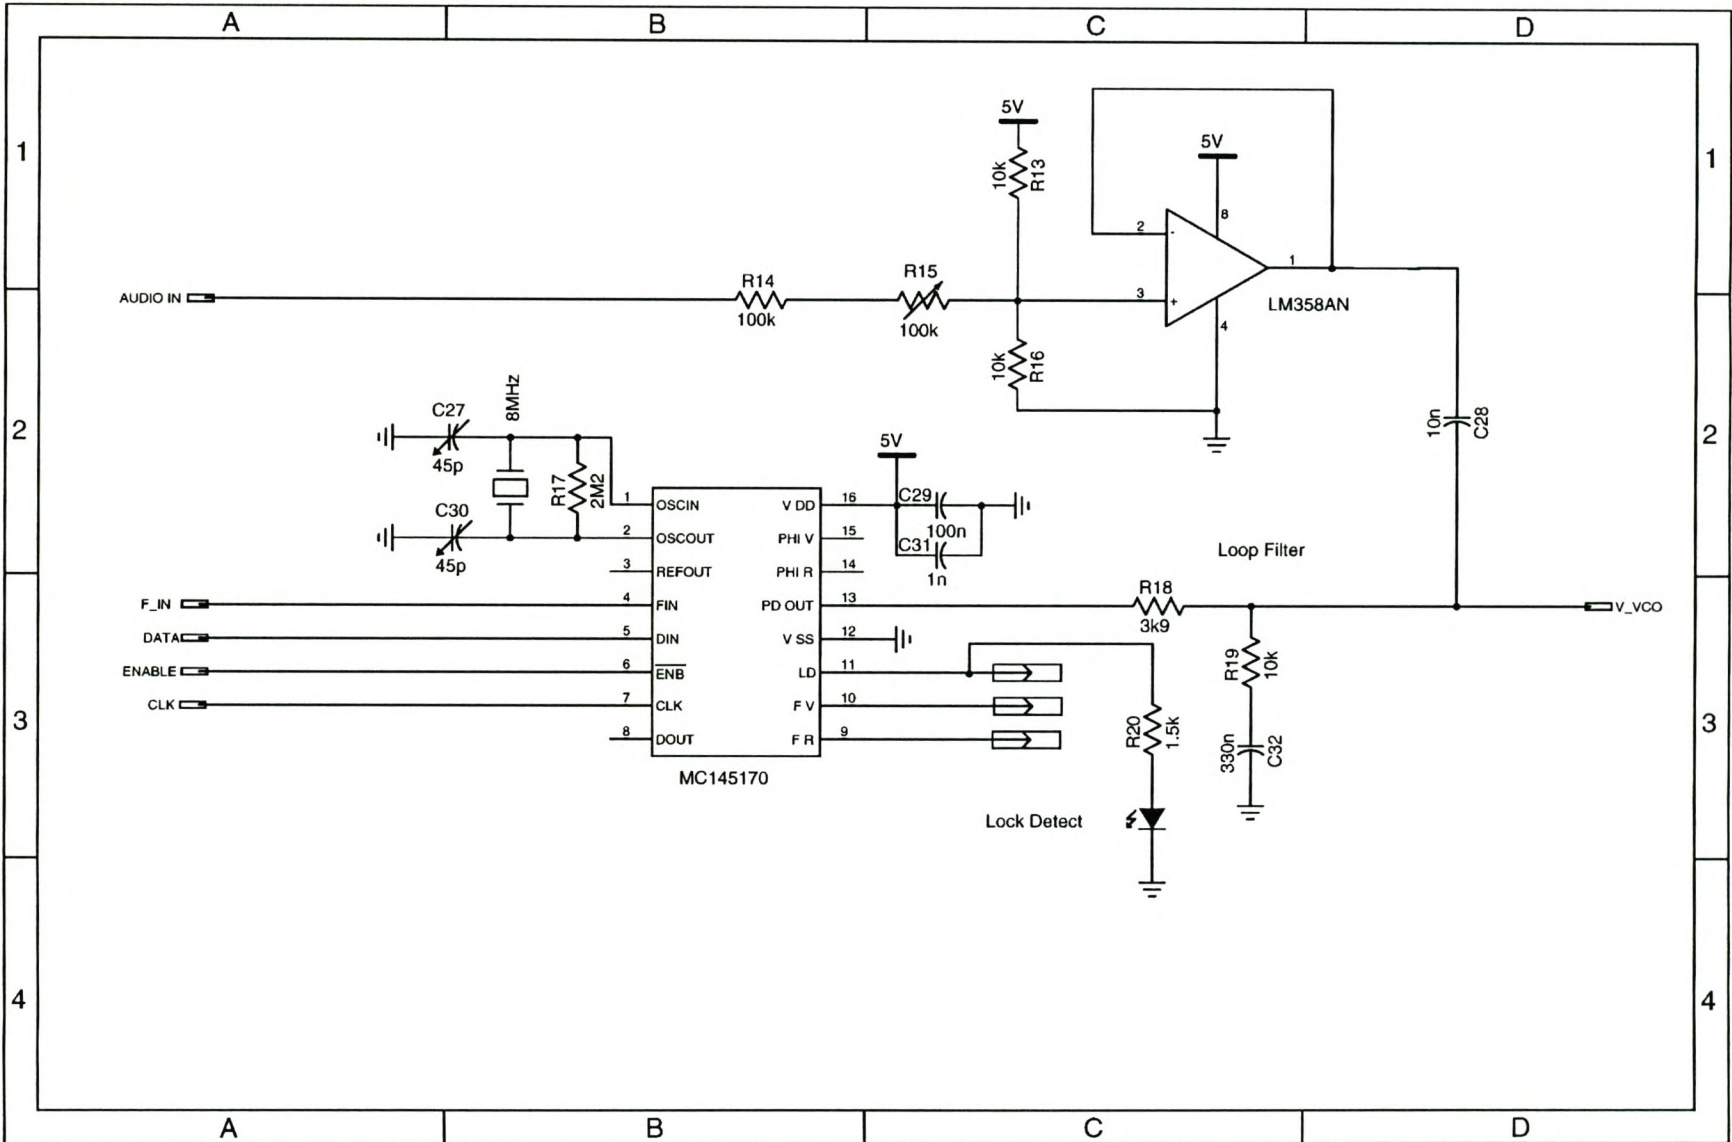 A B C D
1 1
5V
10k
R13
5V
8
2 -
1
AUDIO IN
R14
100k
R15
100k
3 +
LM358AN
4
10k
R16
2 2
C27
45p
8MHz
R17
2M2
C30
45p
5V
C29
100n
C31
1n
10n
C28
1 OSCIN V DD 16
2 OSCOUT PHI V 15
3 REFOUT PHI R 14
Loop Filter
F_IN 4 FIN PD OUT 13
R18
3k9
V_VCO
DATA 5 DIN V SS 12
ENABLE 6 ENB LD 11
CLK 7 CLK F V 10
8 DOUT F R 9
MC145170
R19
10k
R20
1.5k
330n
C32
Lock Detect
3 3
4 4
A B C D